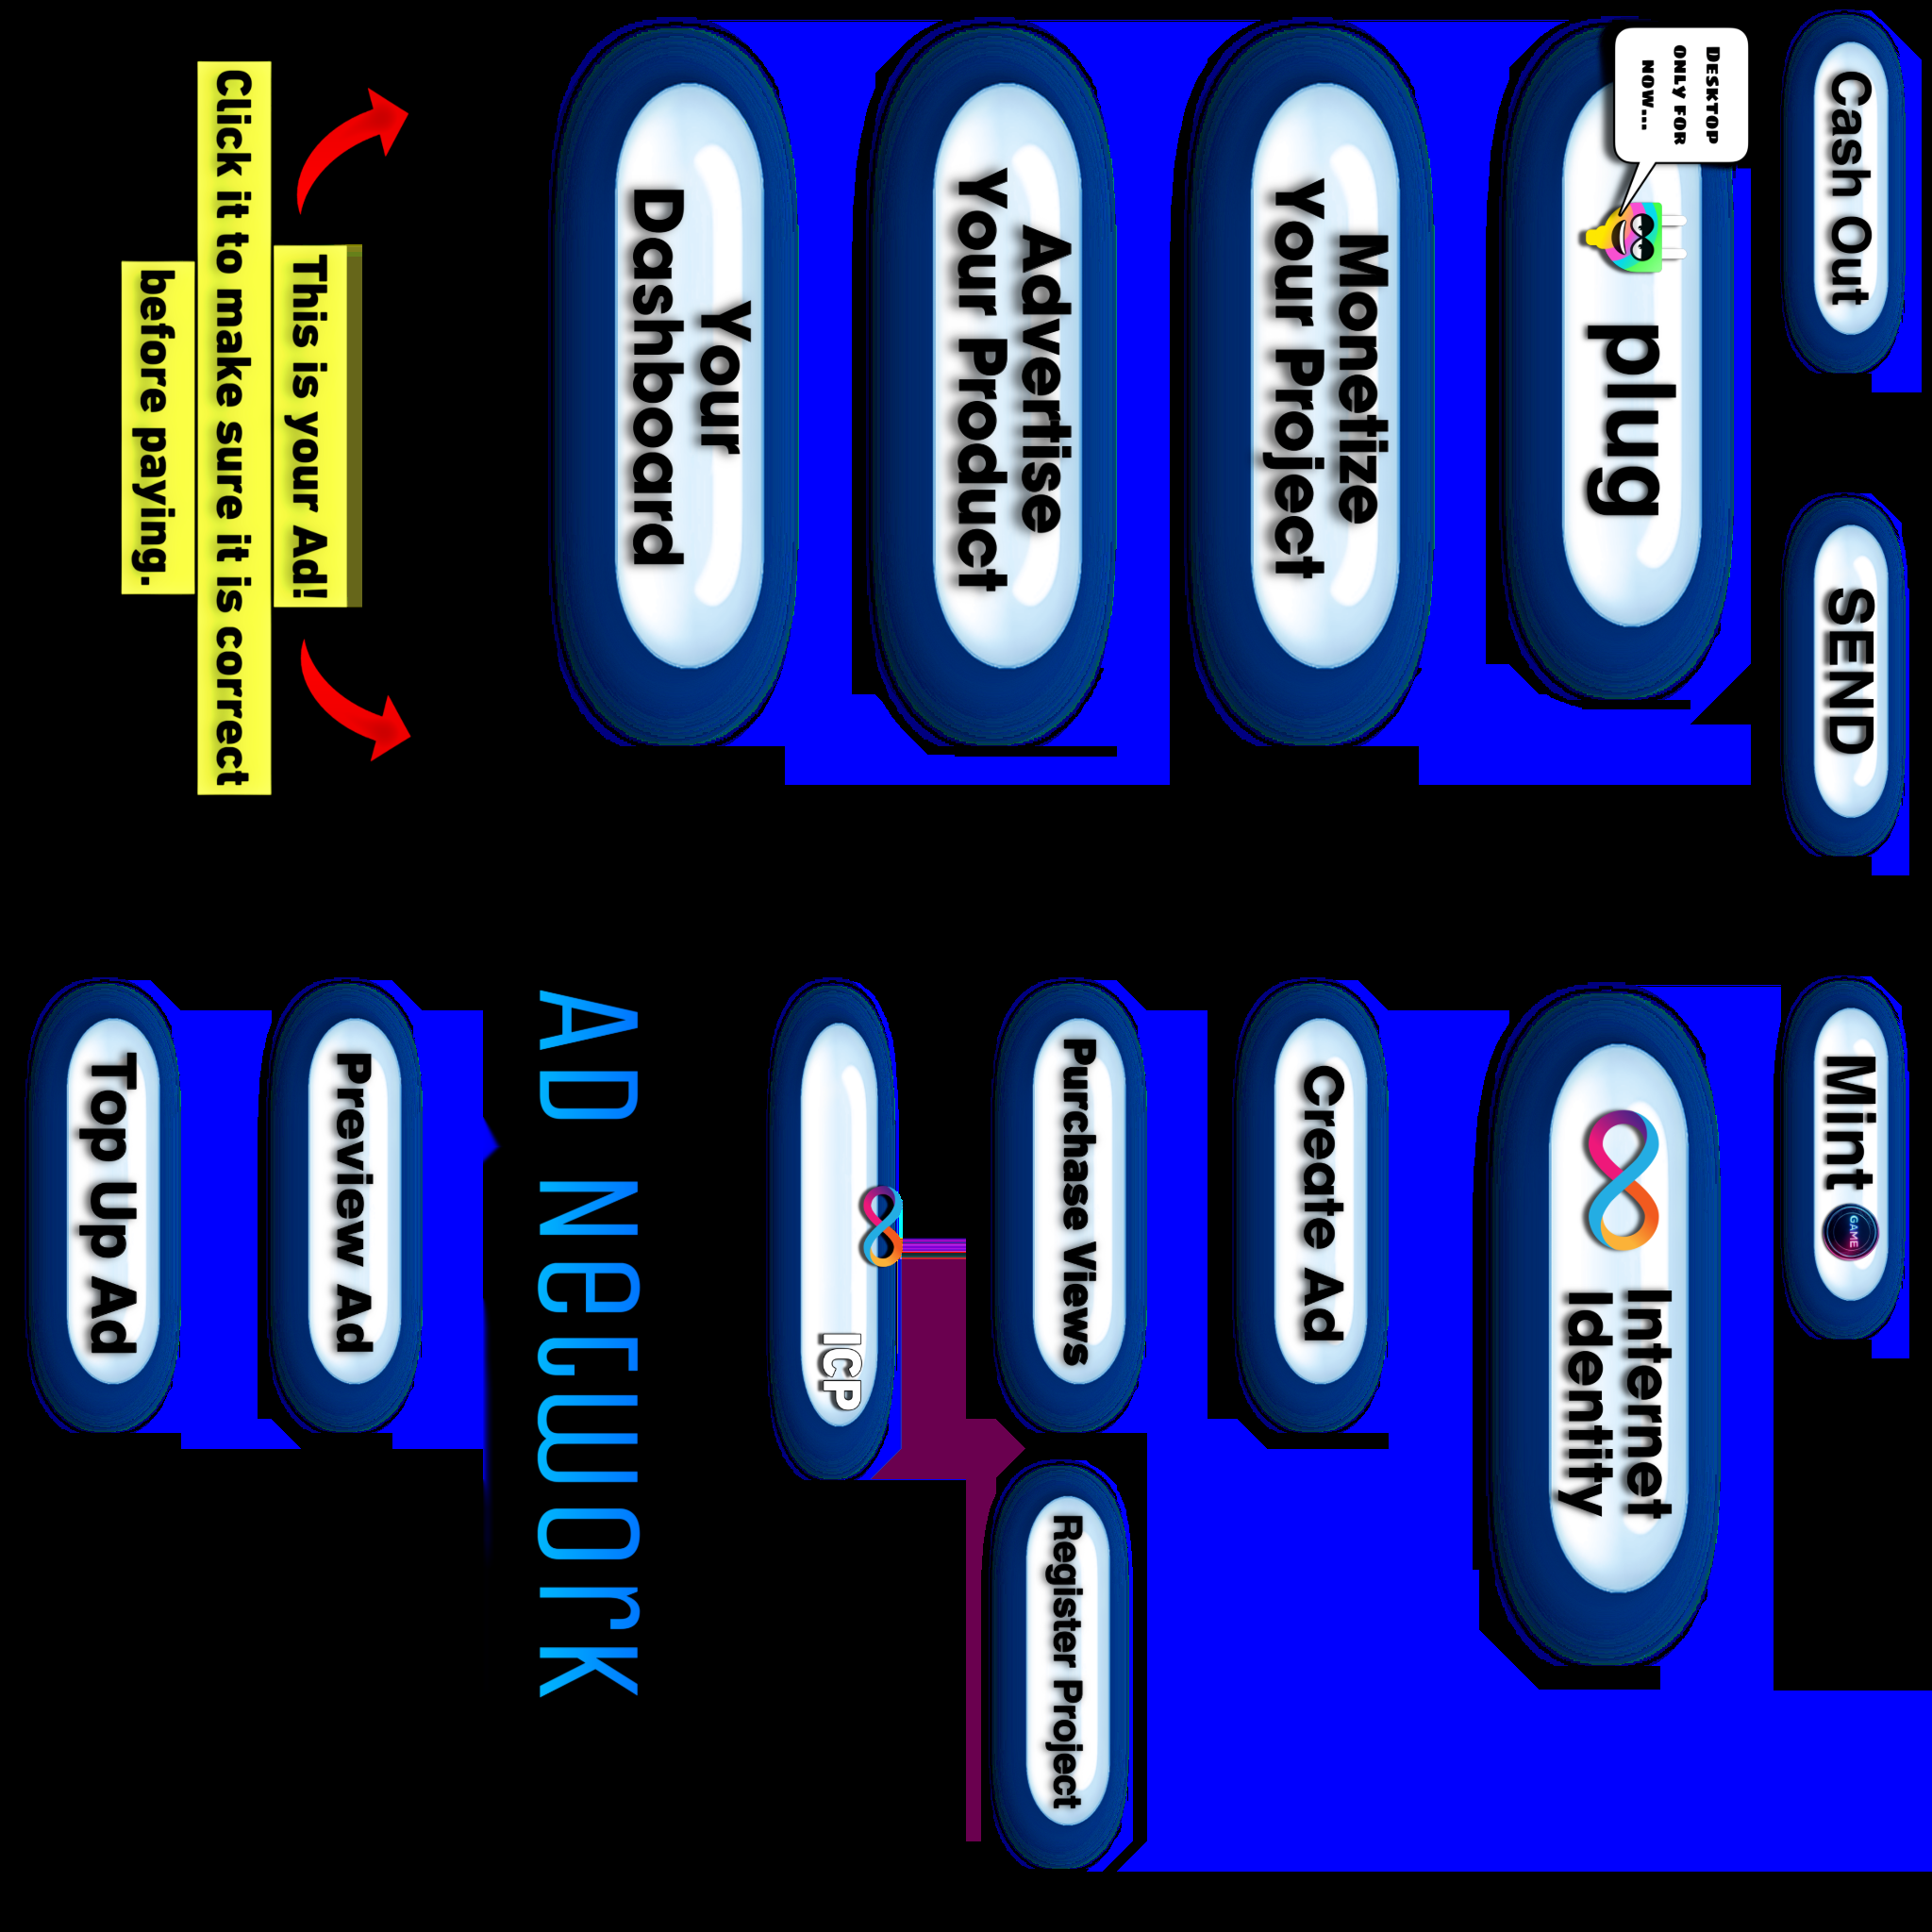 Cash Out
SEND
Mint
GAME
DESKTOP
ONLY FOR
NOW...
plug
Internet
Identity
Monetize
Your Project
Create Ad
Advertise
Your Product
Purchase Views
Register Project
ICP
Your
Dashboard
AD Network
This is your Ad!
Click it to make sure it is correct
before paying.
Preview Ad
Top Up Ad